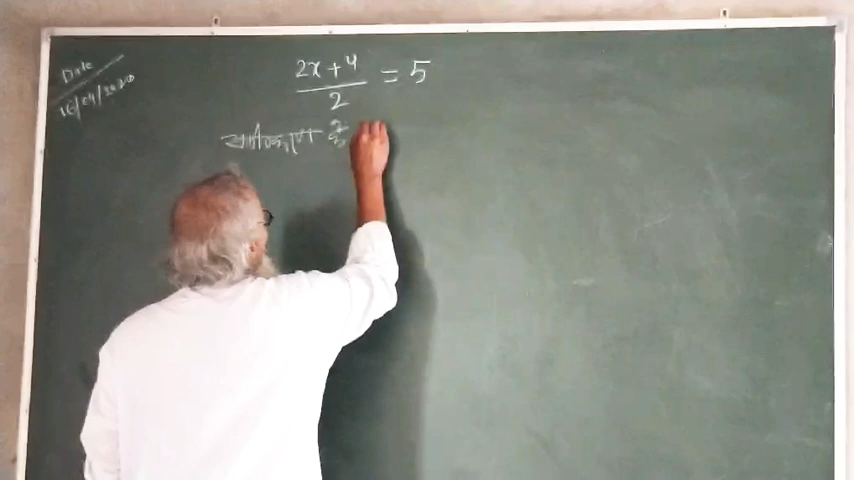 Date
16/04/2020
2x + 4
= 5
2